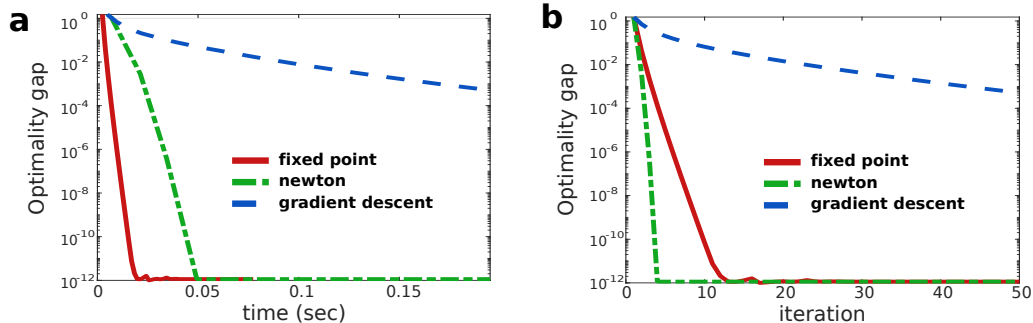 a
Optimality gap
10^0
10^-2
10^-4
10^-6
10^-8
10^-10
10^-12
fixed point
newton
gradient descent
0 0.05 0.1 0.15
time (sec)
b
Optimality gap
10^0
10^-2
10^-4
10^-6
10^-8
10^-10
10^-12
fixed point
newton
gradient descent
0 10 20 30 40 50
iteration